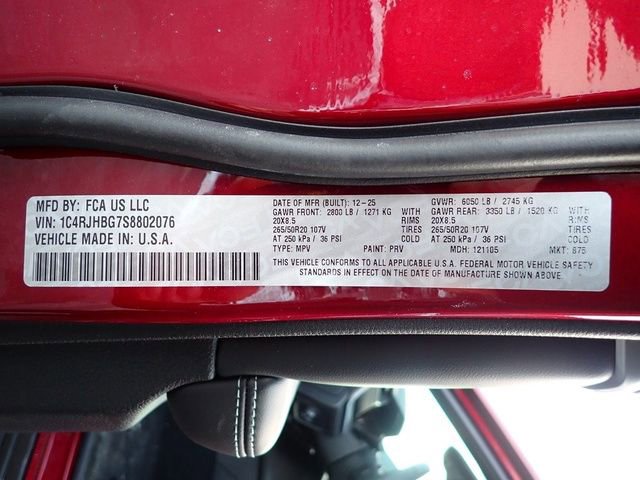 MFD BY: FCA US LLC
VIN: 1C4RJHBG7S8802076
VEHICLE MADE IN: U.S.A.
DATE OF MFR (BUILT): 12-25 GVWR: 6050 LB / 2745 KG
GAWR FRONT: 2800 LB / 1271 KG WITH GAWR REAR: 3350 LB / 1520 KG WITH
20X8.5 RIMS 20X8.5 RIMS
265/50R20 107V TIRES 265/50R20 107V TIRES
AT 250 kPa / 36 PSI COLD AT 250 kPa / 36 PSI COLD
TYPE: MPV PAINT: PRV MDH: 121105 MKT: 875
THIS VEHICLE CONFORMS TO ALL APPLICABLE U.S.A. FEDERAL MOTOR VEHICLE SAFETY
STANDARDS IN EFFECT ON THE DATE OF MANUFACTURE SHOWN ABOVE.